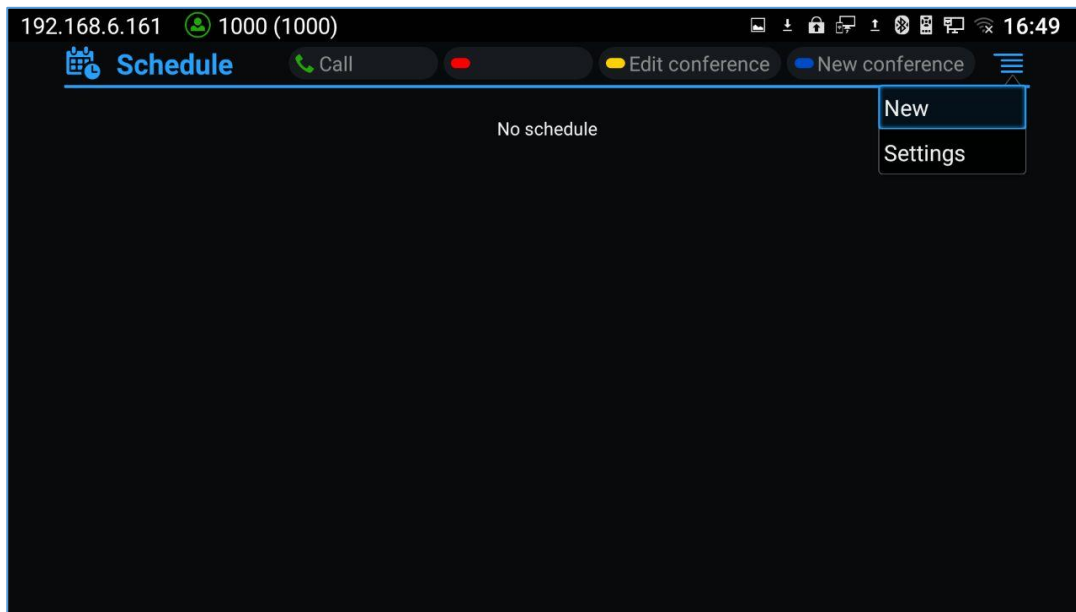 192.168.6.161 1000 (1000) 16:49
Schedule Call Edit conference New conference
New
No schedule
Settings